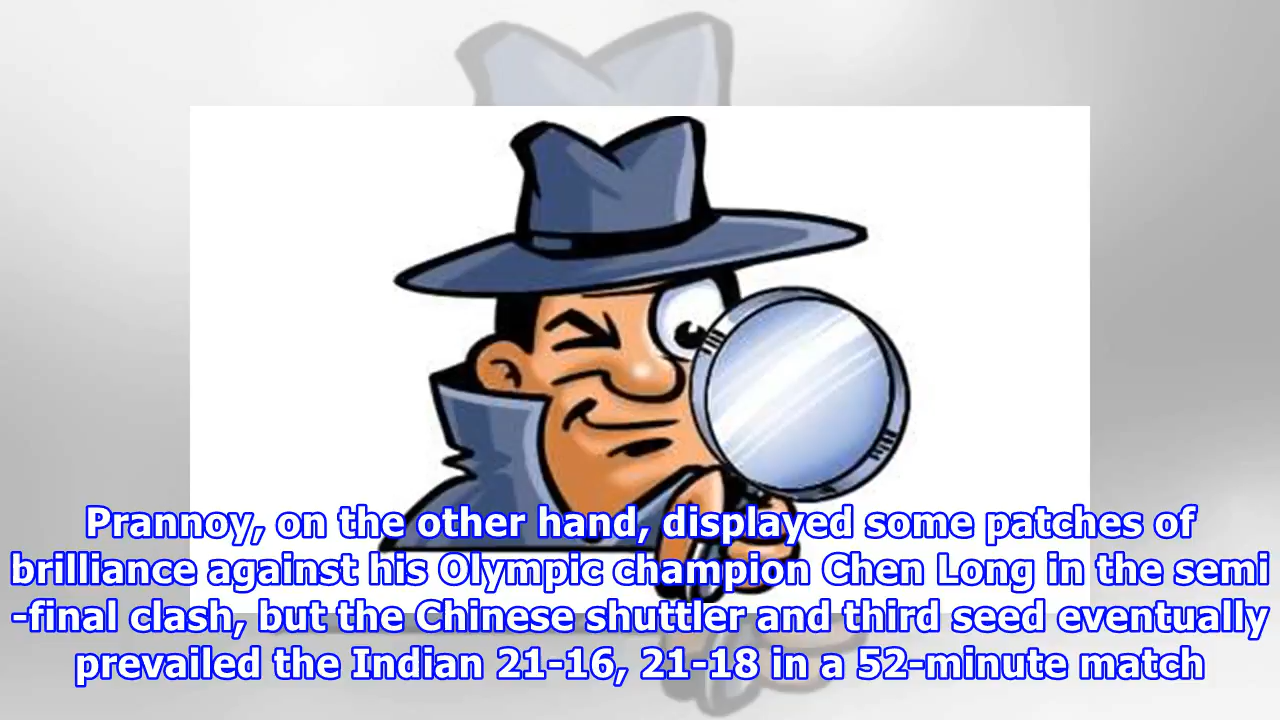 Prannoy, on the other hand, displayed some patches of
brilliance against his Olympic champion Chen Long in the semi
-final clash, but the Chinese shuttler and third seed eventually
prevailed the Indian 21-16, 21-18 in a 52-minute match